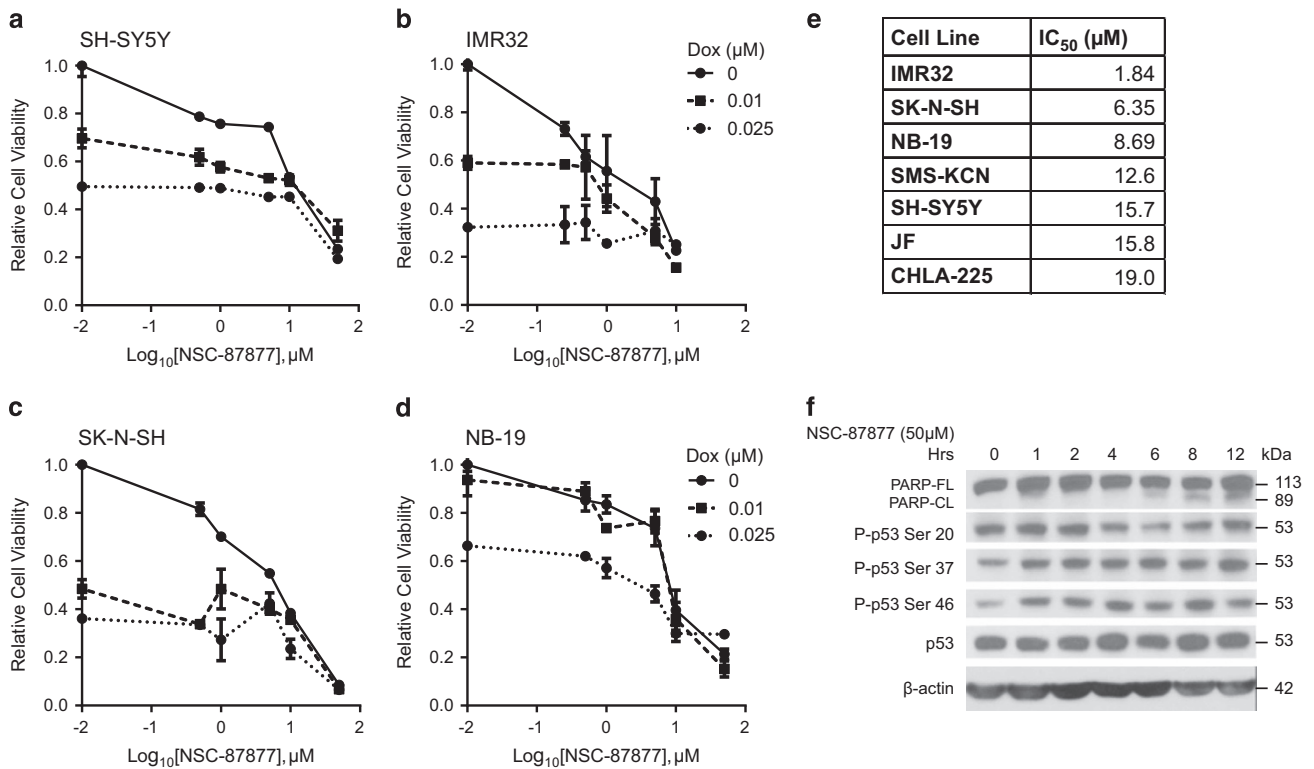 a
SH-SY5Y
Relative Cell Viability
1.0
0.8
0.6
0.4
0.2
0.0
-2 -1 0 1 2
Log10[NSC-87877], µM
b
IMR32
Dox (µM)
0
0.01
0.025
Relative Cell Viability
1.0
0.8
0.6
0.4
0.2
0.0
-2 -1 0 1 2
Log10[NSC-87877], µM
e
Cell Line IC50 (µM)
IMR32 1.84
SK-N-SH 6.35
NB-19 8.69
SMS-KCN 12.6
SH-SY5Y 15.7
JF 15.8
CHLA-225 19.0
c
SK-N-SH
Relative Cell Viability
1.0
0.8
0.6
0.4
0.2
0.0
-2 -1 0 1 2
Log10[NSC-87877], µM
d
NB-19
Dox (µM)
0
0.01
0.025
Relative Cell Viability
1.0
0.8
0.6
0.4
0.2
0.0
-2 -1 0 1 2
Log10[NSC-87877], µM
f
NSC-87877 (50µM)
Hrs 0 1 2 4 6 8 12 kDa
PARP-FL 113
PARP-CL 89
P-p53 Ser 20 53
P-p53 Ser 37 53
P-p53 Ser 46 53
p53 53
β-actin 42